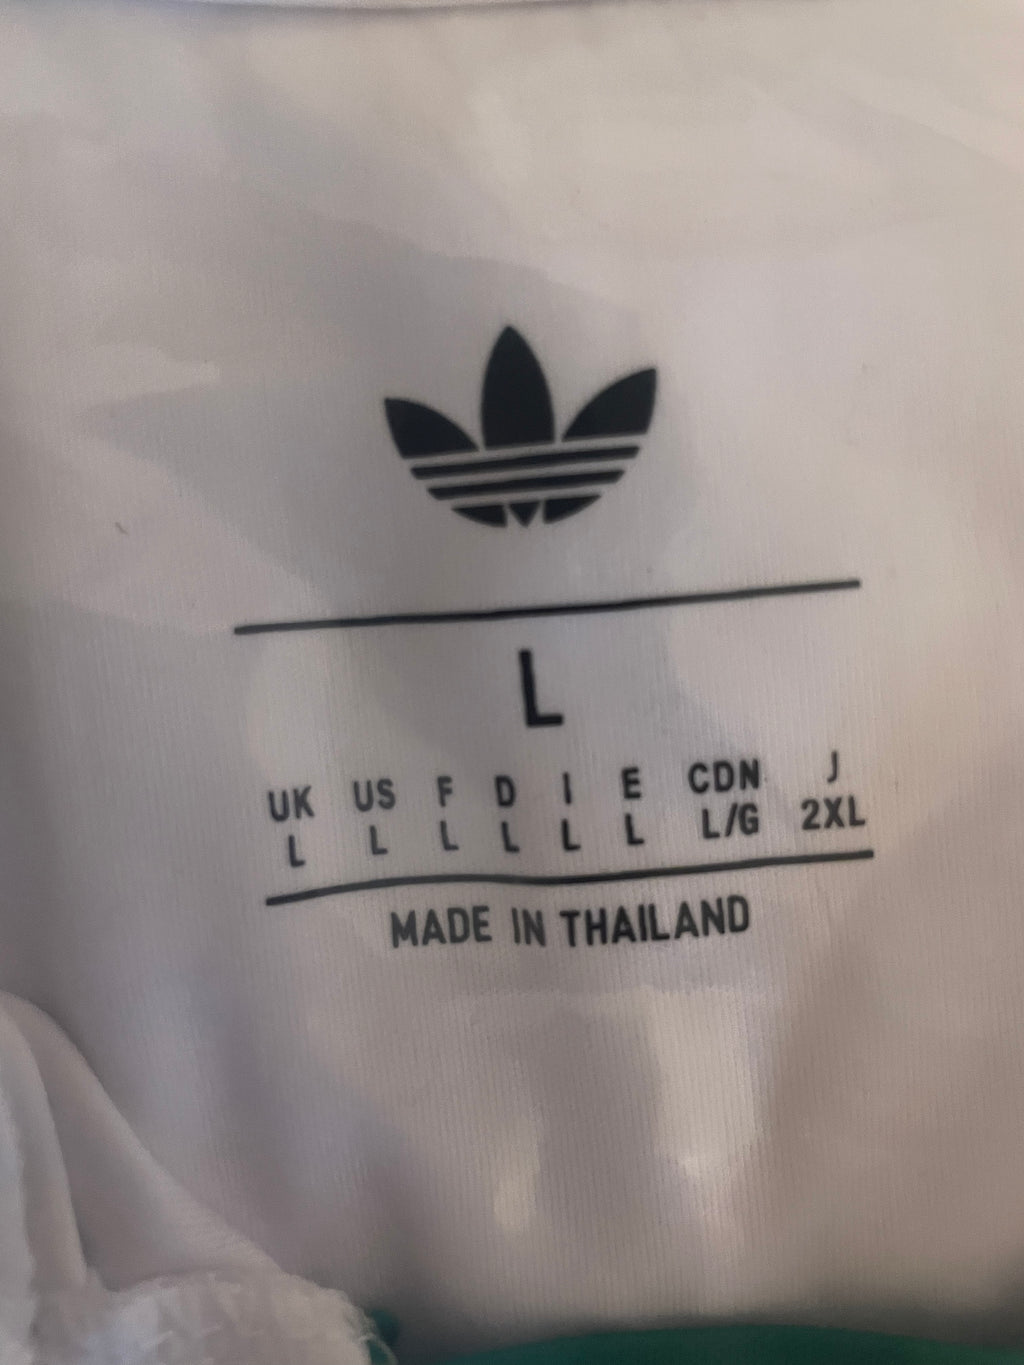 L
UK US F D I E CDN J
L L L L L L L/G 2XL
MADE IN THAILAND